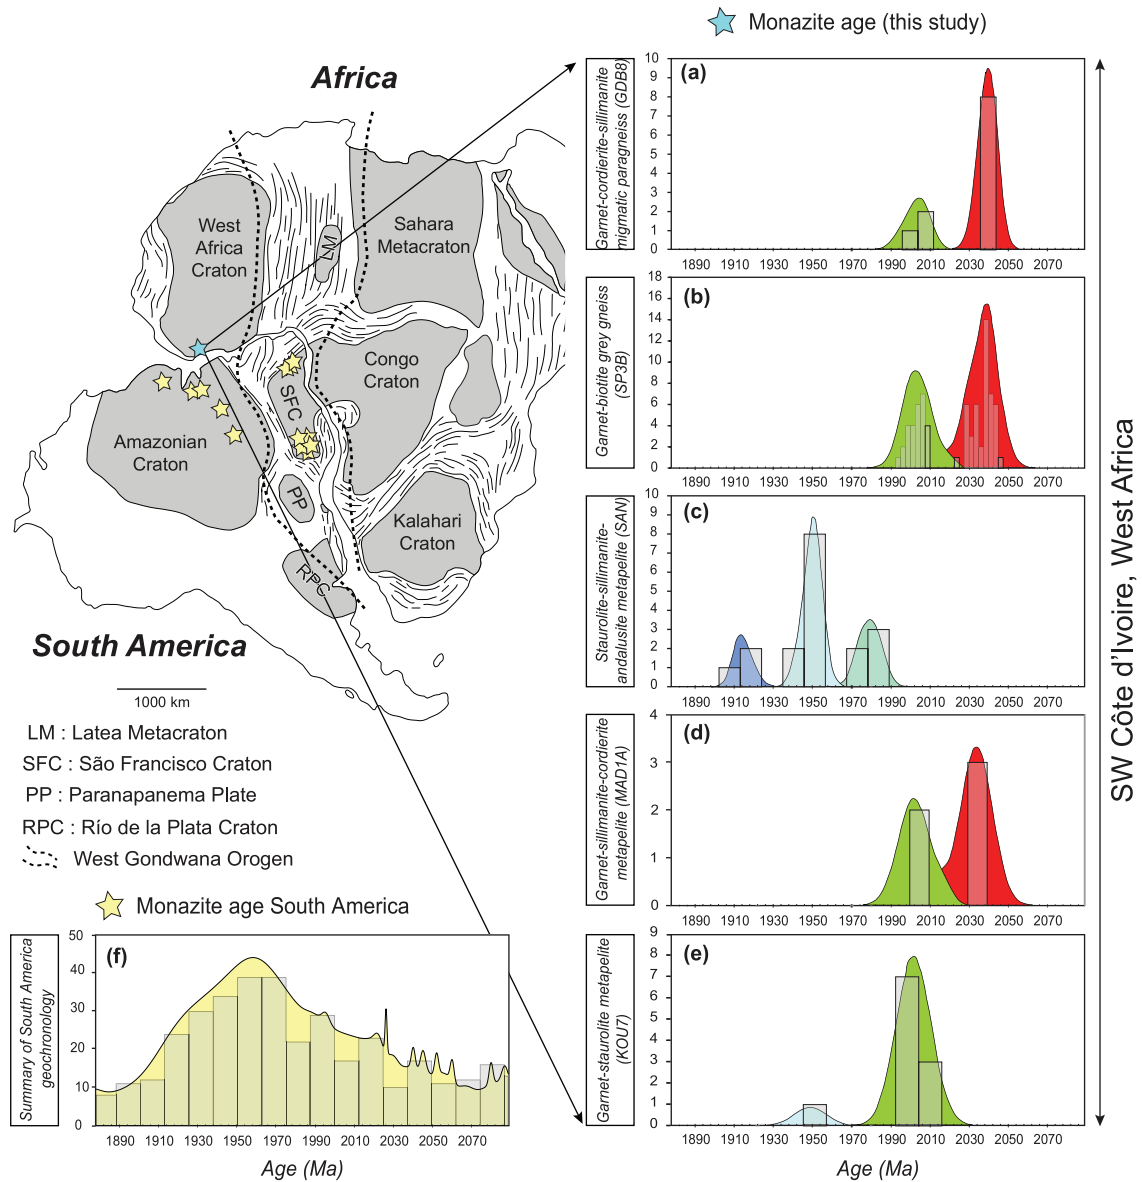 Monazite age (this study)
Africa
West
Africa
Craton
LM
Sahara
Metacraton
Congo
Craton
SFC
Amazonian
Craton
PP
Kalahari
Craton
RPC
South America
1000 km
LM : Latea Metacraton
SFC : São Francisco Craton
PP : Paranapanema Plate
RPC : Río de la Plata Craton
West Gondwana Orogen
Monazite age South America
Garnet-cordierite-sillimanite
migmatic paragneiss (GDB8)
(a)
10
9
8
7
6
5
4
3
2
1
0
1890 1910 1930 1950 1970 1990 2010 2030 2050 2070
Garnet-biotite grey gneiss
(SP3B)
(b)
18
16
14
12
10
8
6
4
2
0
1890 1910 1930 1950 1970 1990 2010 2030 2050 2070
Staurolite-sillimanite-
andalusite metapelite (SAN)
(c)
10
9
8
7
6
5
4
3
2
1
0
1890 1910 1930 1950 1970 1990 2010 2030 2050 2070
Garnet-sillimanite-cordierite
metapelite (MAD1A)
(d)
4
3
2
1
0
1890 1910 1930 1950 1970 1990 2010 2030 2050 2070
Garnet-staurolite metapelite
(KOU7)
(e)
9
8
7
6
5
4
3
2
1
0
1890 1910 1930 1950 1970 1990 2010 2030 2050 2070
Age (Ma)
SW Côte d'Ivoire, West Africa
Summary of South America
geochronology
(f)
50
40
30
20
10
0
1890 1910 1930 1950 1970 1990 2010 2030 2050 2070
Age (Ma)